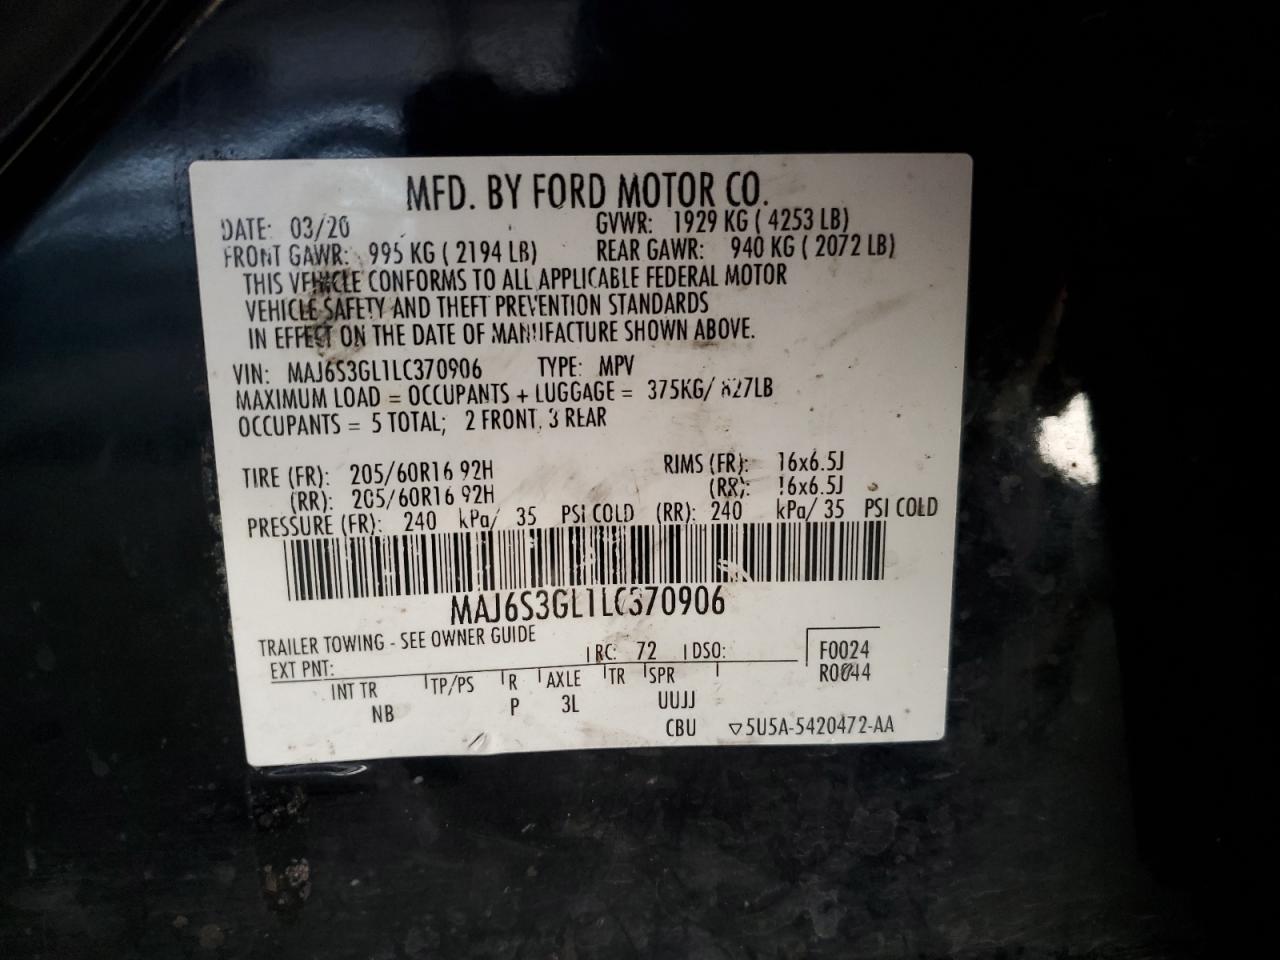 MFD. BY FORD MOTOR CO.
DATE: 03/20 GVWR: 1929 KG ( 4253 LB)
FRONT GAWR: 995 KG ( 2194 LB) REAR GAWR: 940 KG ( 2072 LB)
THIS VEHICLE CONFORMS TO ALL APPLICABLE FEDERAL MOTOR
VEHICLE SAFETY AND THEFT PREVENTION STANDARDS
IN EFFECT ON THE DATE OF MANUFACTURE SHOWN ABOVE.
VIN: MAJ6S3GL1LC370906 TYPE: MPV
MAXIMUM LOAD = OCCUPANTS + LUGGAGE = 375KG/ 827LB
OCCUPANTS = 5 TOTAL; 2 FRONT, 3 REAR
TIRE (FR): 205/60R16 92H RIMS (FR): 16x6.5J
(RR): 205/60R16 92H (RR): 16x6.5J
PRESSURE (FR): 240 kPa/ 35 PSI COLD (RR): 240 kPa/ 35 PSI COLD
MAJ6S3GL1LC370906
TRAILER TOWING - SEE OWNER GUIDE
EXT PNT: RC: 72 DSO: F0024
R0044
INT TR TP/PS R AXLE TR SPR
NB P 3L UUJJ
CBU ▽5U5A-5420472-AA